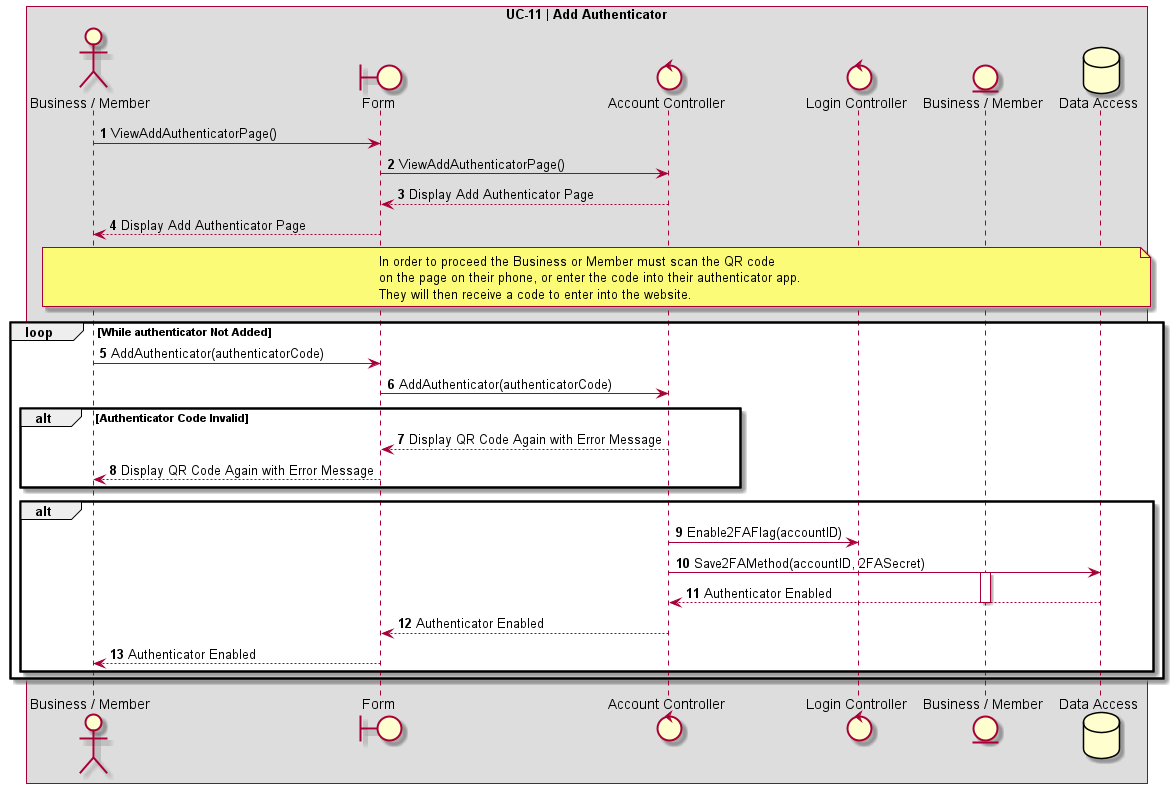 UC-11 | Add Authenticator
Business / Member
Form
Account Controller
Login Controller
Business / Member
Data Access
1 ViewAddAuthenticatorPage()
2 ViewAddAuthenticatorPage()
3 Display Add Authenticator Page
4 Display Add Authenticator Page
In order to proceed the Business or Member must scan the QR code
on the page on their phone, or enter the code into their authenticator app.
They will then receive a code to enter into the website.
loop [While authenticator Not Added]
5 AddAuthenticator(authenticatorCode)
6 AddAuthenticator(authenticatorCode)
alt [Authenticator Code Invalid]
7 Display QR Code Again with Error Message
8 Display QR Code Again with Error Message
alt
9 Enable2FAFlag(accountID)
10 Save2FAMethod(accountID, 2FASecret)
11 Authenticator Enabled
12 Authenticator Enabled
13 Authenticator Enabled
Business / Member
Form
Account Controller
Login Controller
Business / Member
Data Access